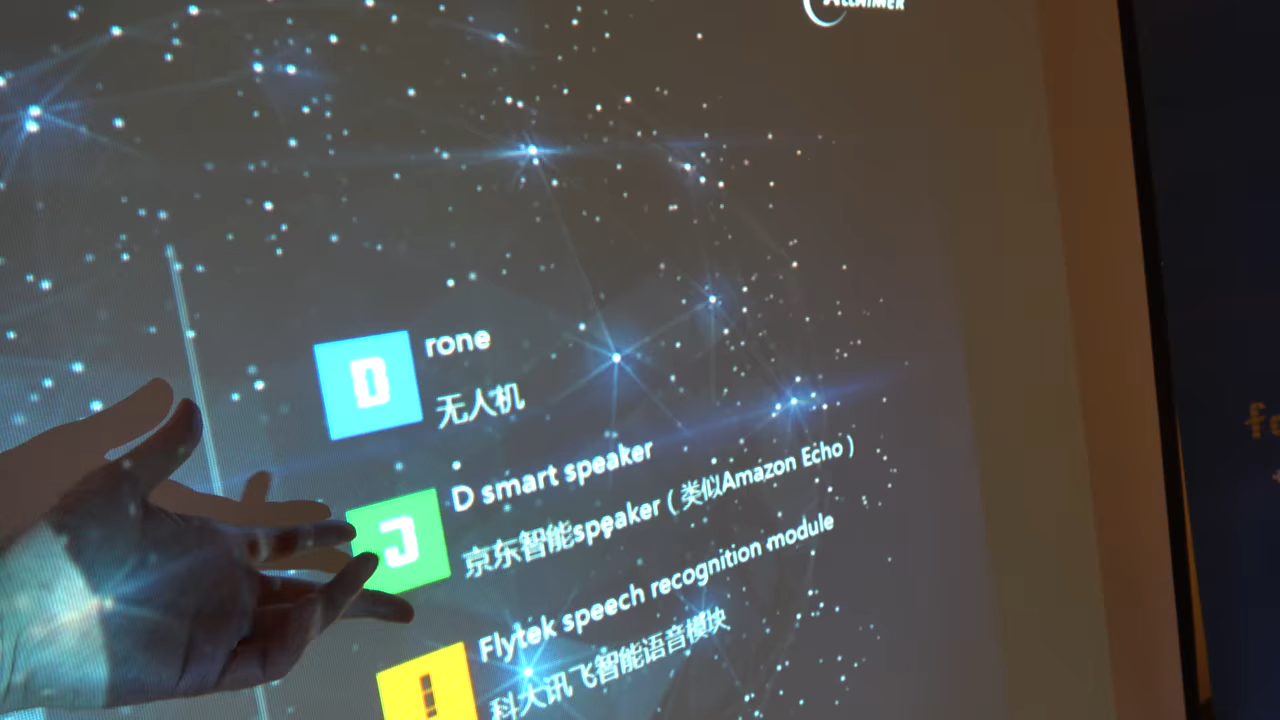 D rone
无人机
J D smart speaker
京东智能speaker（类似Amazon Echo）
Flytek speech recognition module
科大讯飞智能语音模块